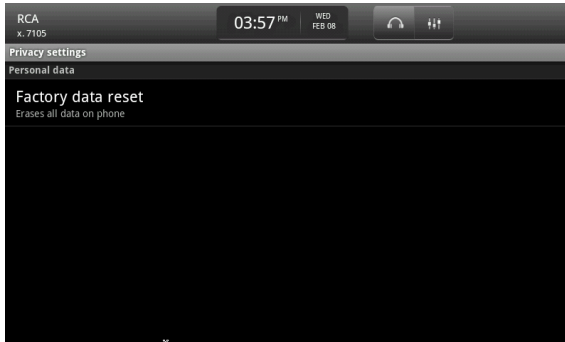 RCA
x. 7105
03:57 PM
WED
FEB 08
Privacy settings
Personal data
Factory data reset
Erases all data on phone